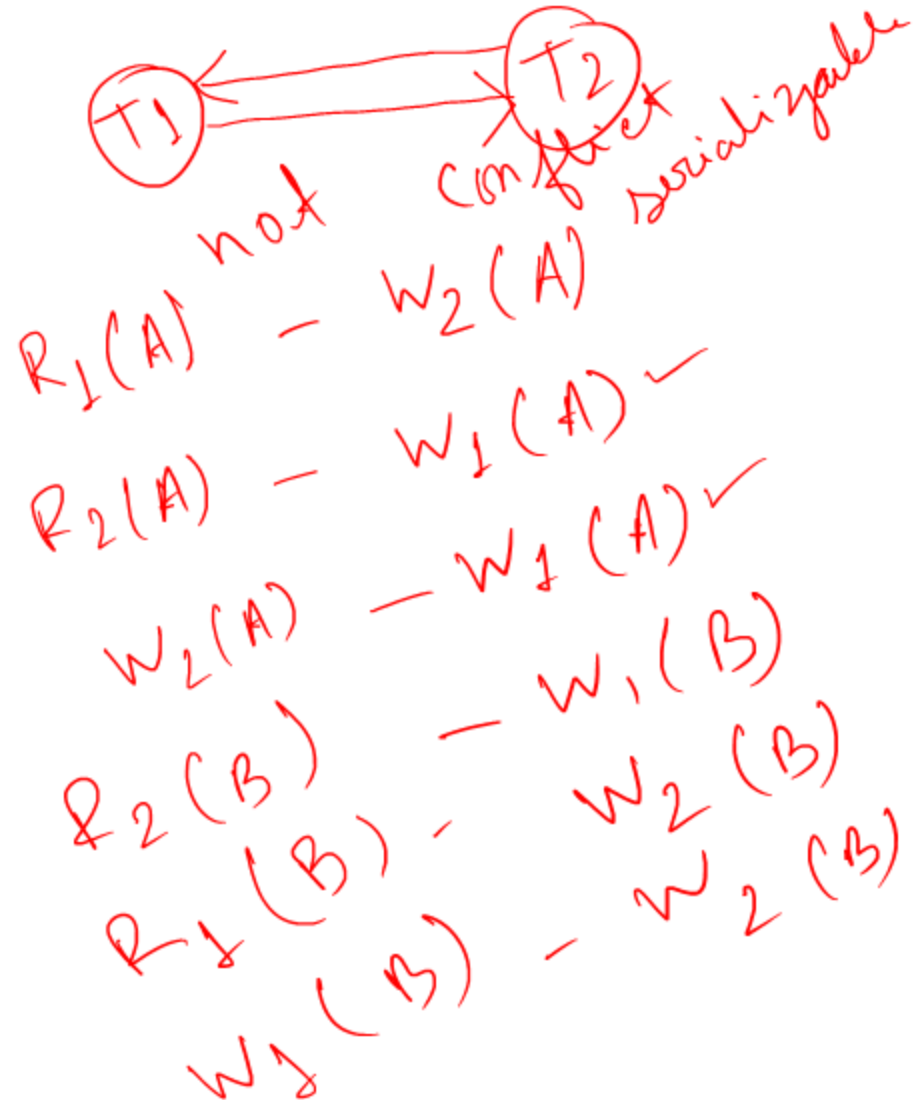 T1 T2
not conflict serializable
R1(A) - W2(A)
R2(A) - W1(A) ✓
W2(A) - W1(A) ✓
R2(B) - W1(B)
R1(B) - W2(B)
W1(B) - W2(B)